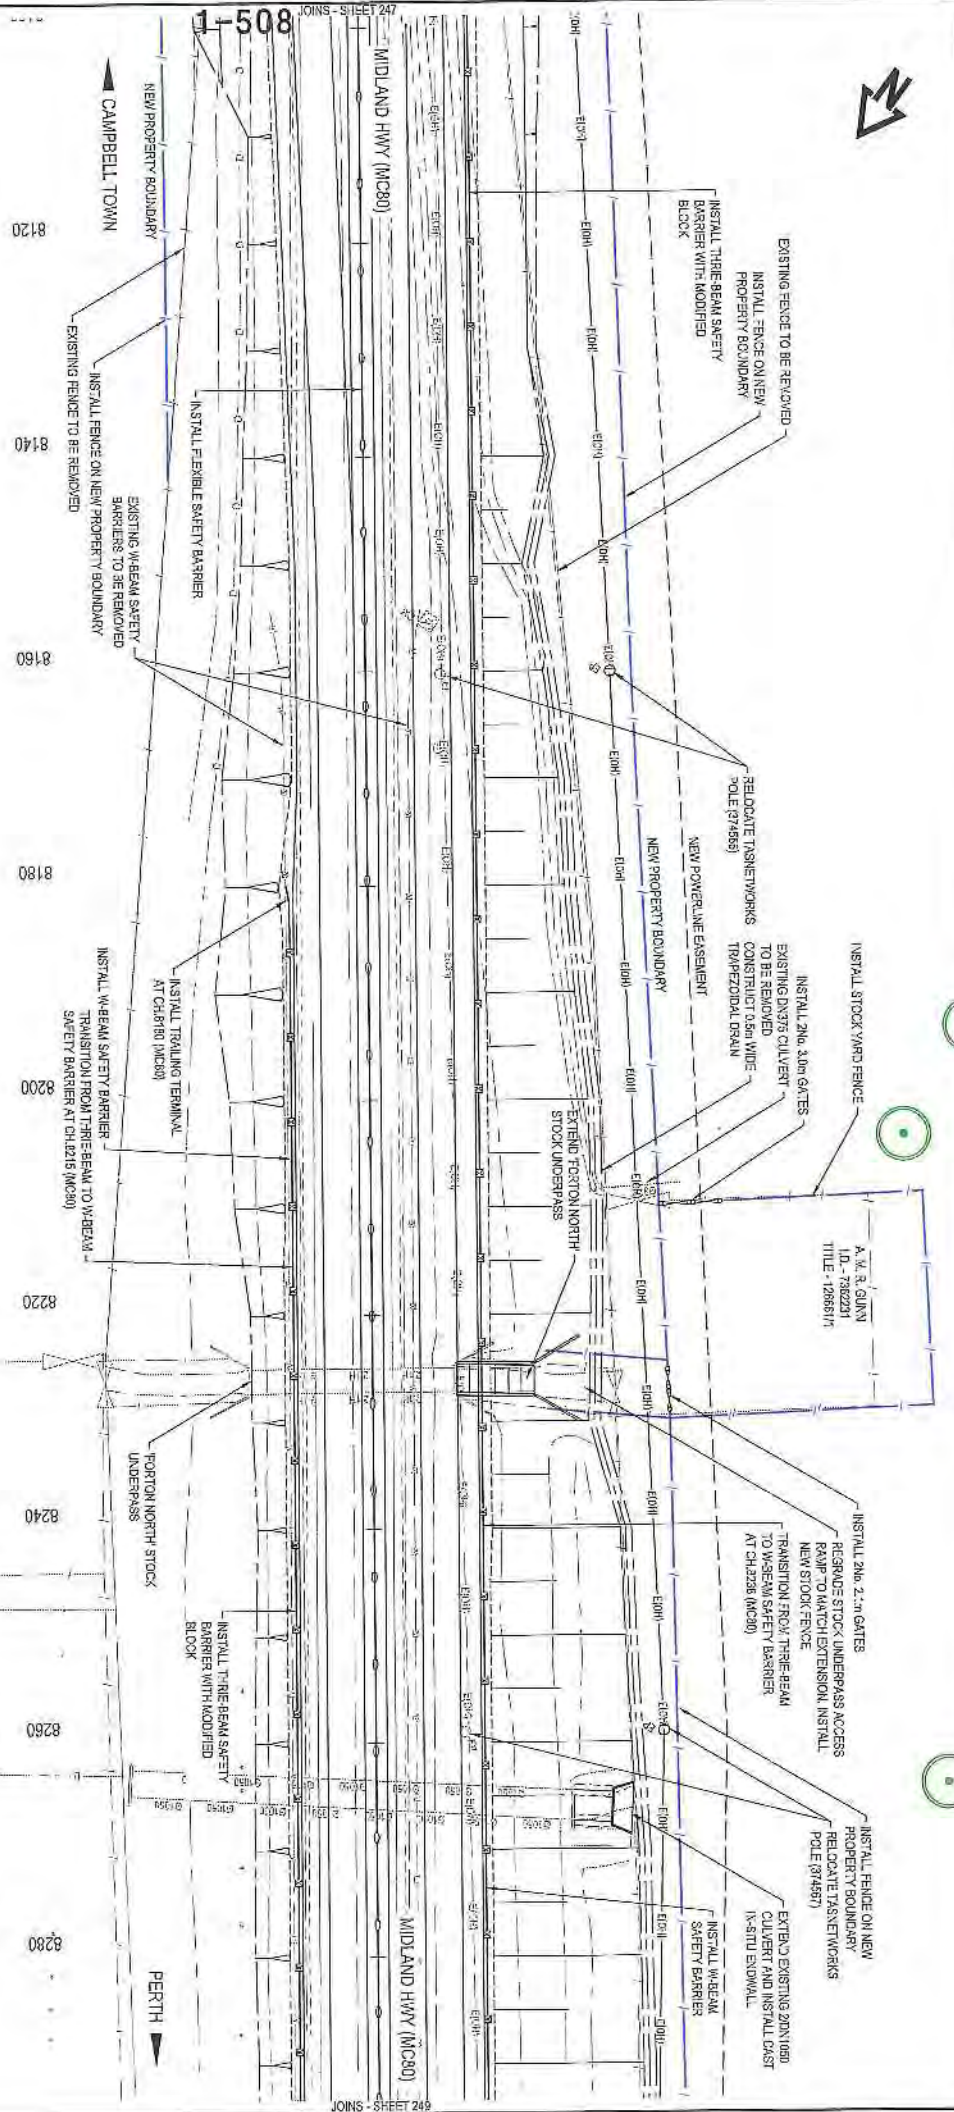 1-508
JOINS - SHEET 247
N
MIDLAND HWY (MC80)
CAMPBELL TOWN
NEW PROPERTY BOUNDARY
8120
8140
8160
8180
8200
8220
8240
8260
8280
EXISTING FENCE TO BE REMOVED
INSTALL FENCE ON NEW PROPERTY BOUNDARY
EXISTING W-BEAM SAFETY
BARRIERS TO BE REMOVED
INSTALL FLEXIBLE SAFETY BARRIER
INSTALL THRIE-BEAM SAFETY
BARRIER WITH MODIFIED
BLOCK
INSTALL FENCE ON NEW
PROPERTY BOUNDARY
EXISTING FENCE TO BE REMOVED
RELOCATE TASNETWORKS
NEW PROPERTY BOUNDARY
NEW POWERLINE EASEMENT
CONSTRUCT 0.5m WIDE
TRAPEZOIDAL DRAIN
EXISTING DN375 CULVERT
TO BE REMOVED
INSTALL 2No. 3.0m GATES
INSTALL STOCK YARD FENCE
INSTALL TRAILING TERMINAL
AT CH.8180 (MC80)
INSTALL W-BEAM SAFETY BARRIER
TRANSITION FROM THRIE-BEAM TO W-BEAM
SAFETY BARRIER AT CH.8215 (MC80)
EXTEND 'FORTON NORTH'
STOCK UNDERPASS
A. M. R. GUNN
I.D. - 7362231
TITLE - 126661/1
'FORTON NORTH' STOCK
UNDERPASS
INSTALL THRIE-BEAM SAFETY
BARRIER WITH MODIFIED
BLOCK
TRANSITION FROM THRIE-BEAM
TO W-BEAM SAFETY BARRIER
AT CH.8236 (MC80)
REGRADE STOCK UNDERPASS ACCESS
RAMP TO MATCH EXTENSION. INSTALL
NEW STOCK FENCE
INSTALL 2No. 2.1m GATES
INSTALL FENCE ON NEW
PROPERTY BOUNDARY
RELOCATE TASNETWORKS
POLE (374567)
EXTEND EXISTING 2/DN1050
CULVERT AND INSTALL CAST
IN-SITU ENDWALL
INSTALL W-BEAM
SAFETY BARRIER
MIDLAND HWY (MC80)
PERTH
JOINS - SHEET 249